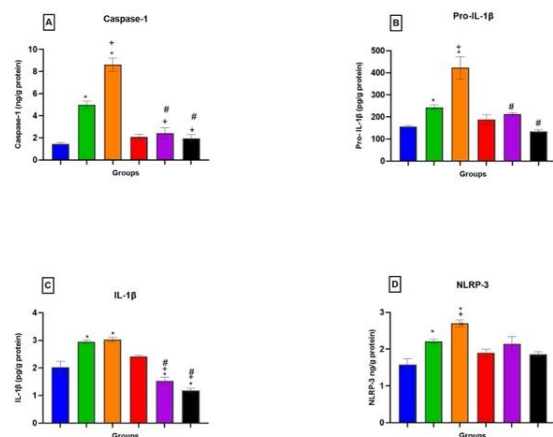 A
Caspase-1
Caspase-1 (ng/g protein)
10
8
6
4
2
0
*
+
*
#
+
#
+
Groups
B
Pro-IL-1β
Pro- IL-1β (pg/g protein)
500
400
300
200
100
0
*
+
*
#
#
Groups
C
IL-1β
IL-1β (pg/g protein)
4
3
2
1
0
*
*
#
+
*
#
+
*
Groups
D
NLRP-3
NLRP-3 ng/g protein)
3
2
1
0
*
*
+
Groups